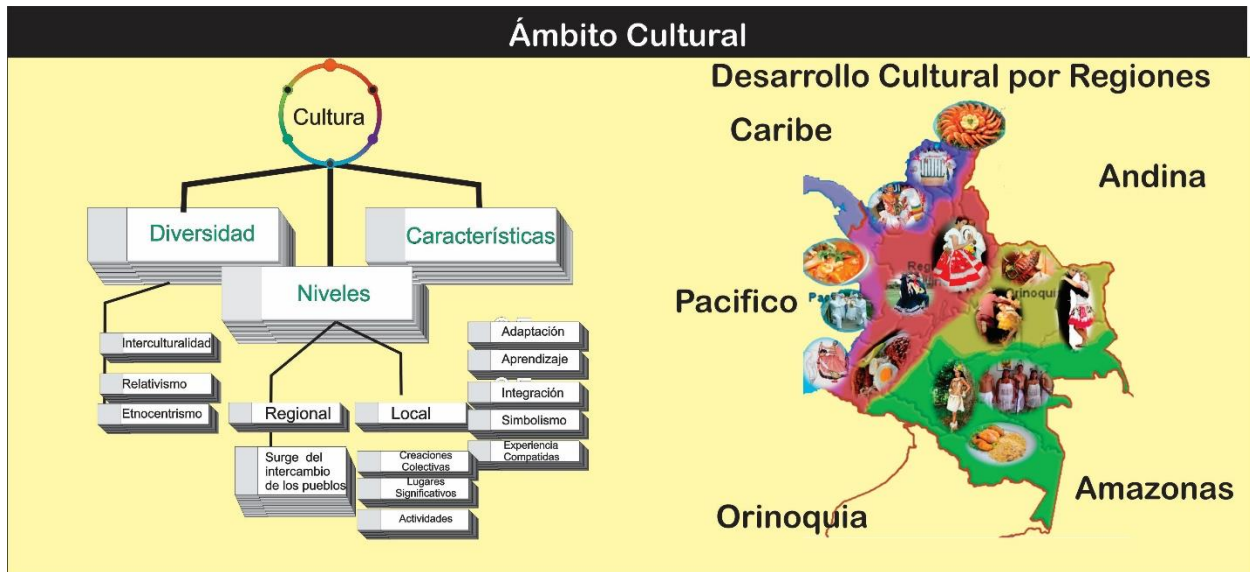 Ámbito Cultural
Cultura
Diversidad
Características
Niveles
Interculturalidad
Relativismo
Etnocentrismo
Regional
Local
Surge del
intercambio
de los pueblos
Creaciones
Colectivas
Lugares
Significativos
Actividades
Adaptación
Aprendizaje
Integración
Simbolismo
Experiencia
Compatidas
Desarrollo Cultural por Regiones
Caribe
Andina
Pacifico
Orinoquia
Amazonas